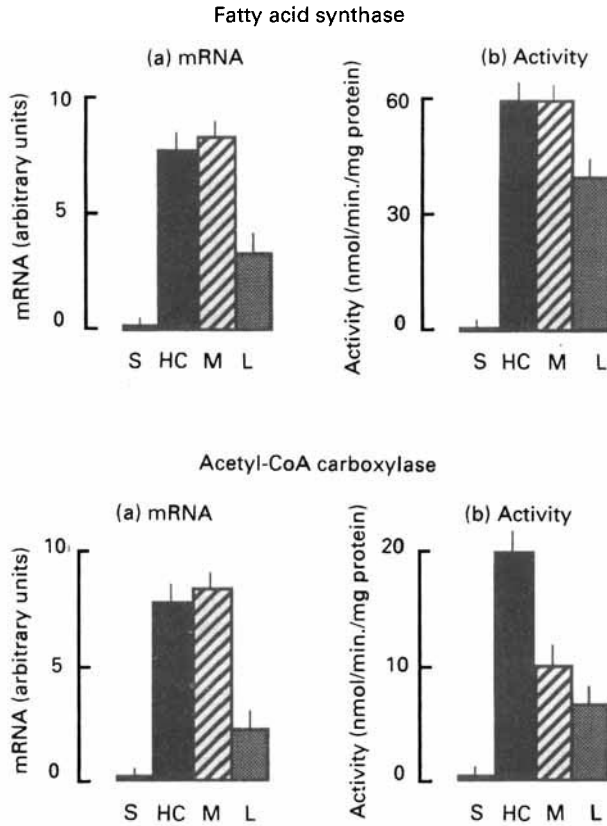 Fatty acid synthase
(a) mRNA
mRNA (arbitrary units)
10
5
0
S HC M L
(b) Activity
Activity (nmol/min./mg protein)
60
30
0
S HC M L
Acetyl-CoA carboxylase
(a) mRNA
mRNA (arbitrary units)
10
5
0
S HC M L
(b) Activity
Activity (nmol/min./mg protein)
20
10
0
S HC M L